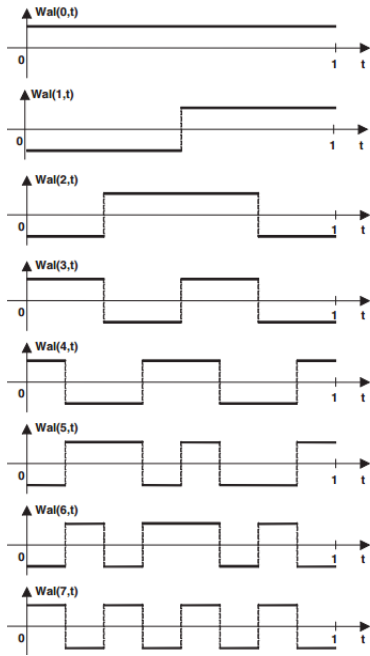 Wal(0,t)
0 1 t
Wal(1,t)
0 1 t
Wal(2,t)
0 1 t
Wal(3,t)
0 1 t
Wal(4,t)
0 1 t
Wal(5,t)
0 1 t
Wal(6,t)
0 1 t
Wal(7,t)
0 1 t